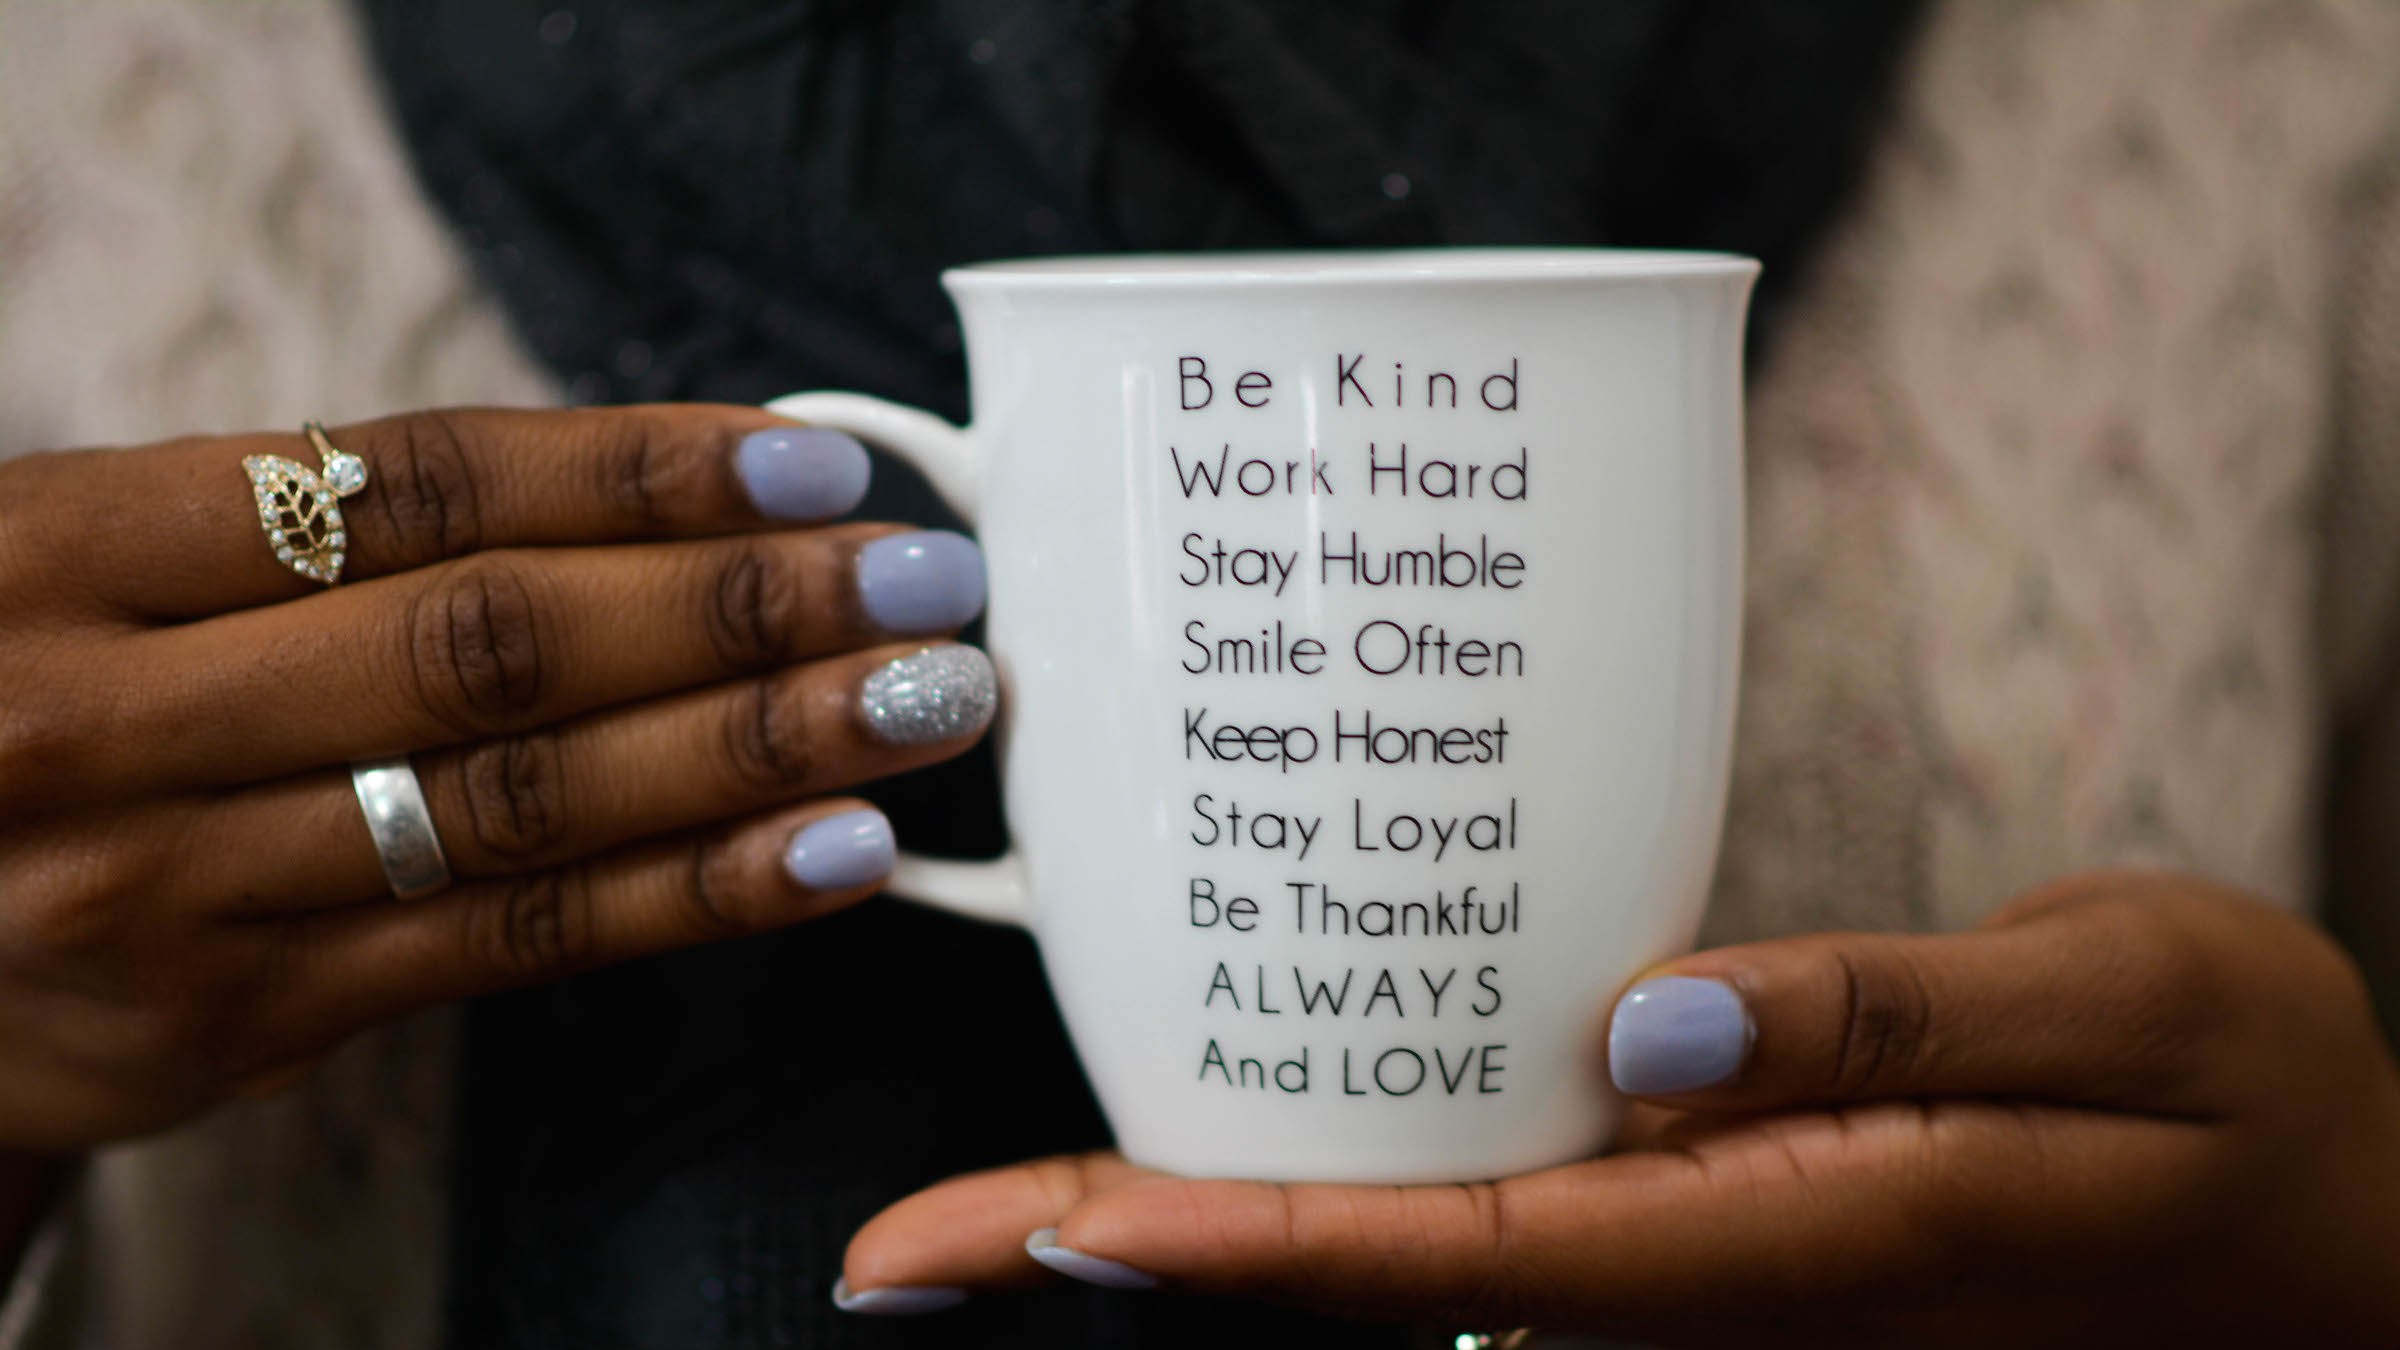 Be Kind
Work Hard
Stay Humble
Smile Often
Keep Honest
Stay Loyal
Be Thankful
ALWAYS
And LOVE